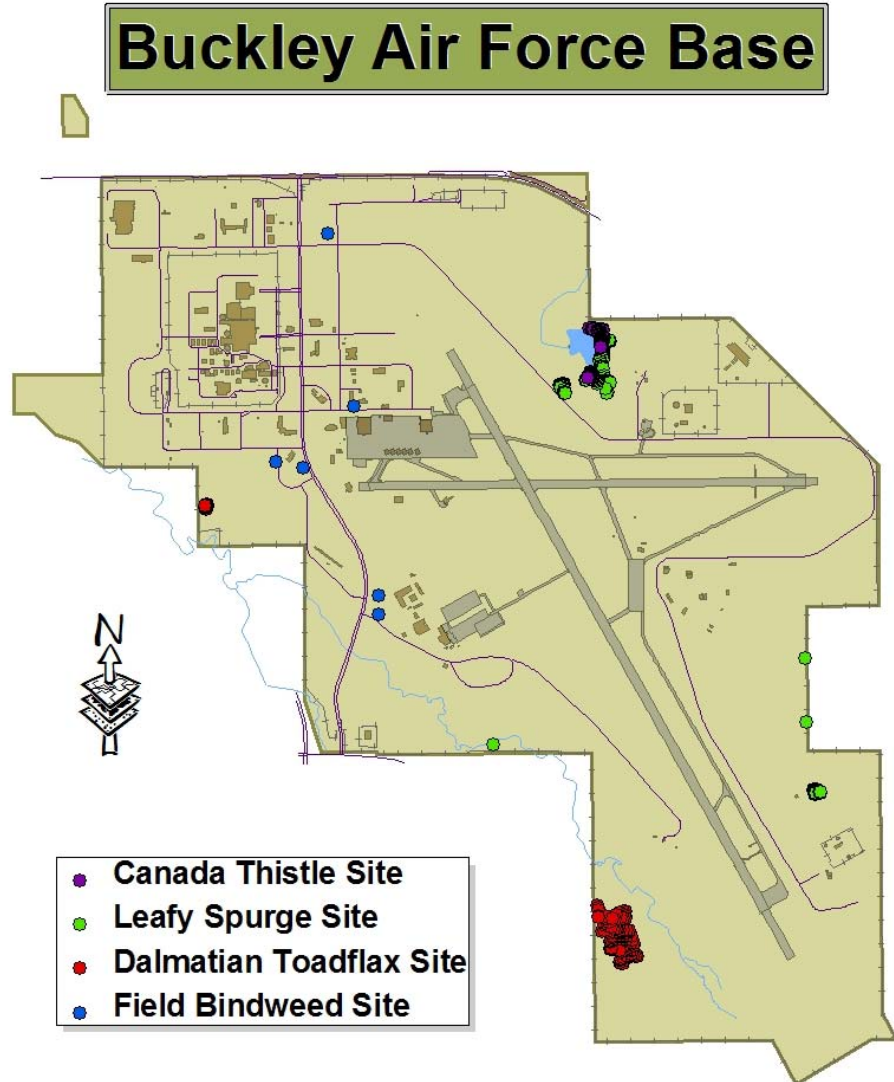 Buckley Air Force Base
N
Canada Thistle Site
Leafy Spurge Site
Dalmatian Toadflax Site
Field Bindweed Site